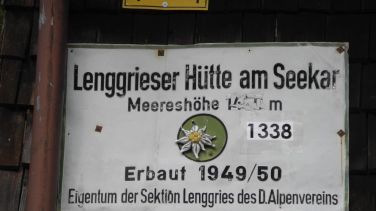 Lenggrieser Hütte am Seekar
Meereshöhe m
1338
Erbaut 1949/50
Eigentum der Sektion Lenggries des D.Alpenvereins